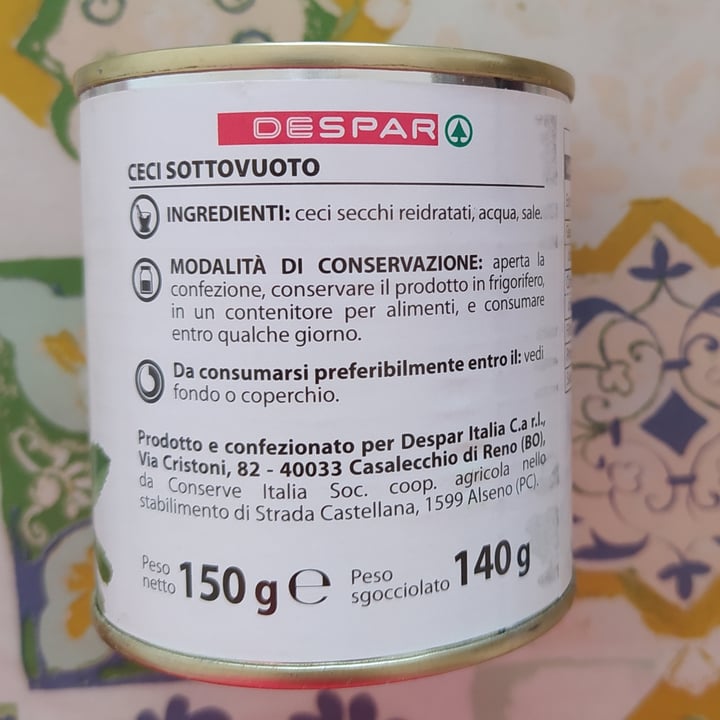 DESPAR
CECI SOTTOVUOTO
INGREDIENTI: ceci secchi reidratati, acqua, sale.
MODALITÀ DI CONSERVAZIONE: aperta la
confezione, conservare il prodotto in frigorifero,
in un contenitore per alimenti, e consumare
entro qualche giorno.
Da consumarsi preferibilmente entro il: vedi
fondo o coperchio.
Prodotto e confezionato per Despar Italia C.a r.l.,
Via Cristoni, 82 - 40033 Casalecchio di Reno (BO),
da Conserve Italia Soc. coop. agricola nello
stabilimento di Strada Castellana, 1599 Alseno (PC).
Peso netto 150 g ℮ Peso sgocciolato 140 g